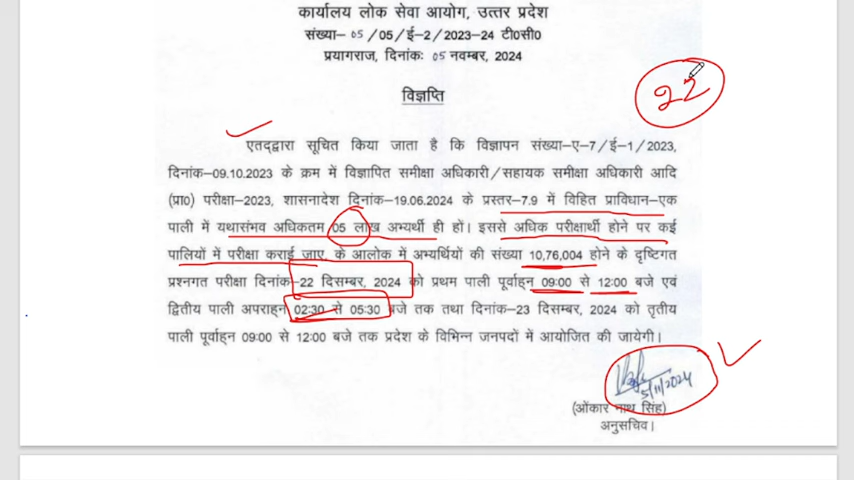 कार्यालय लोक सेवा आयोग, उत्तर प्रदेश
संख्या- 05 /05/ई-2/2023-24 टी0सी0
प्रयागराज, दिनांकः 05 नवम्बर, 2024
22
विज्ञप्ति
एतद्द्वारा सूचित किया जाता है कि विज्ञापन संख्या-ए-7/ई-1/2023,
दिनांक-09.10.2023 के क्रम में विज्ञापित समीक्षा अधिकारी/सहायक समीक्षा अधिकारी आदि
(प्रा0) परीक्षा-2023, शासनादेश दिनांक-19.06.2024 के प्रस्तर-7.9 में विहित प्राविधान-एक
पाली में यथासंभव अधिकतम 05 लाख अभ्यर्थी ही हों। इससे अधिक परीक्षार्थी होने पर कई
पालियों में परीक्षा कराई जाए, के आलोक में अभ्यर्थियों की संख्या 10,76,004 होने के दृष्टिगत
प्रश्नगत परीक्षा दिनांक-22 दिसम्बर, 2024 को प्रथम पाली पूर्वाह्न 09:00 से 12:00 बजे एवं
द्वितीय पाली अपराह्न 02:30 से 05:30 बजे तक तथा दिनांक-23 दिसम्बर, 2024 को तृतीय
पाली पूर्वाह्न 09:00 से 12:00 बजे तक प्रदेश के विभिन्न जनपदों में आयोजित की जायेगी।
5/11/2024
(ओंकार नाथ सिंह)
अनुसचिव।